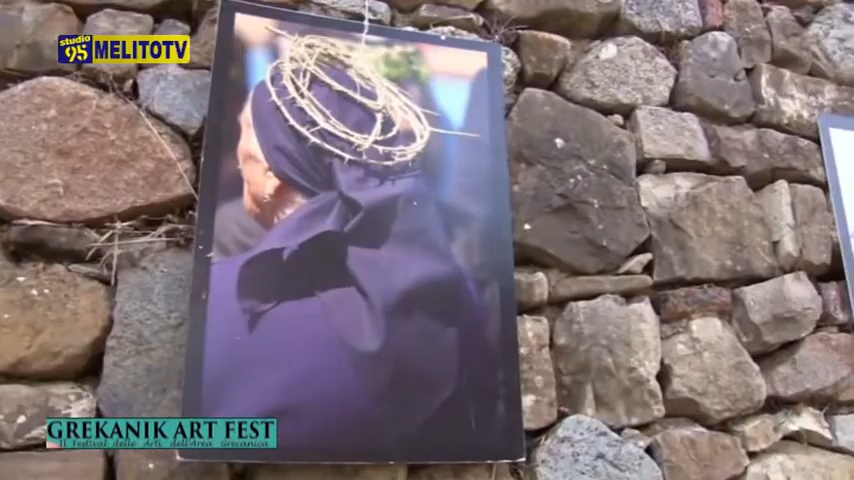 studio
95 MELITOTV
GREKANIK ART FEST
Il Festival delle Arti dell'Area Grecanica